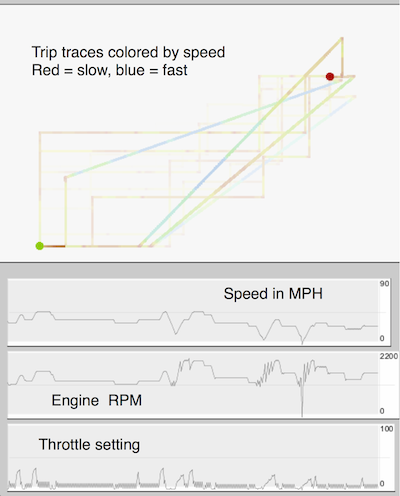 Trip traces colored by speed
Red = slow, blue = fast
90
Speed in MPH
0
2200
Engine RPM
0
100
Throttle setting
0